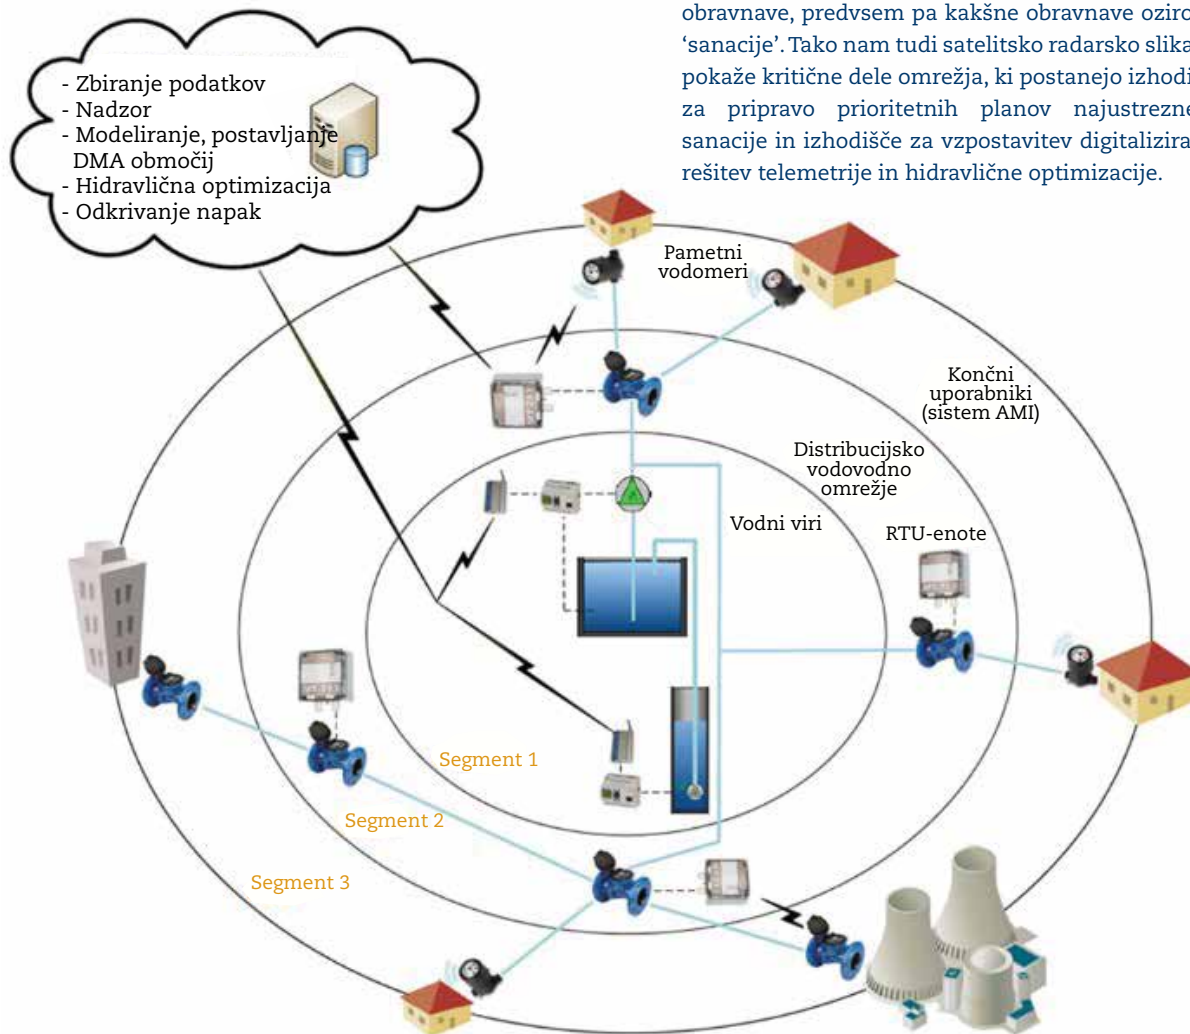 obravnave, predvsem pa kakšne obravnave oziro
‘sanacije’. Tako nam tudi satelitsko radarsko slika
pokaže kritične dele omrežja, ki postanejo izhodi
za pripravo prioritetnih planov najustrezne
sanacije in izhodišče za vzpostavitev digitalizira
rešitev telemetrije in hidravlične optimizacije.
- Zbiranje podatkov
- Nadzor
- Modeliranje, postavljanje
DMA območij
- Hidravlična optimizacija
- Odkrivanje napak
Pametni
vodomeri
Končni
uporabniki
(sistem AMI)
Distribucijsko
vodovodno
omrežje
Vodni viri
RTU-enote
Segment 1
Segment 2
Segment 3